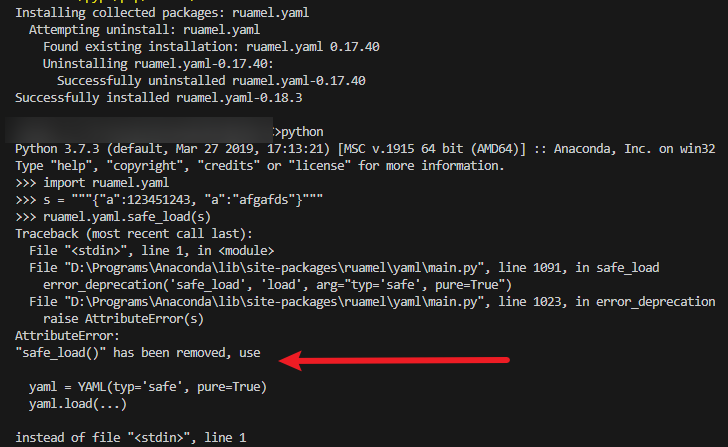 Installing collected packages: ruamel.yaml
  Attempting uninstall: ruamel.yaml
    Found existing installation: ruamel.yaml 0.17.40
    Uninstalling ruamel.yaml-0.17.40:
      Successfully uninstalled ruamel.yaml-0.17.40
Successfully installed ruamel.yaml-0.18.3
>python
Python 3.7.3 (default, Mar 27 2019, 17:13:21) [MSC v.1915 64 bit (AMD64)] :: Anaconda, Inc. on win32
Type "help", "copyright", "credits" or "license" for more information.
>>> import ruamel.yaml
>>> s = """{"a":123451243, "a":"afgafds"}"""
>>> ruamel.yaml.safe_load(s)
Traceback (most recent call last):
  File "<stdin>", line 1, in <module>
  File "D:\Programs\Anaconda\lib\site-packages\ruamel\yaml\main.py", line 1091, in safe_load
    error_deprecation('safe_load', 'load', arg="typ='safe', pure=True")
  File "D:\Programs\Anaconda\lib\site-packages\ruamel\yaml\main.py", line 1023, in error_deprecation
    raise AttributeError(s)
AttributeError:
"safe_load()" has been removed, use

  yaml = YAML(typ='safe', pure=True)
  yaml.load(...)

instead of file "<stdin>", line 1